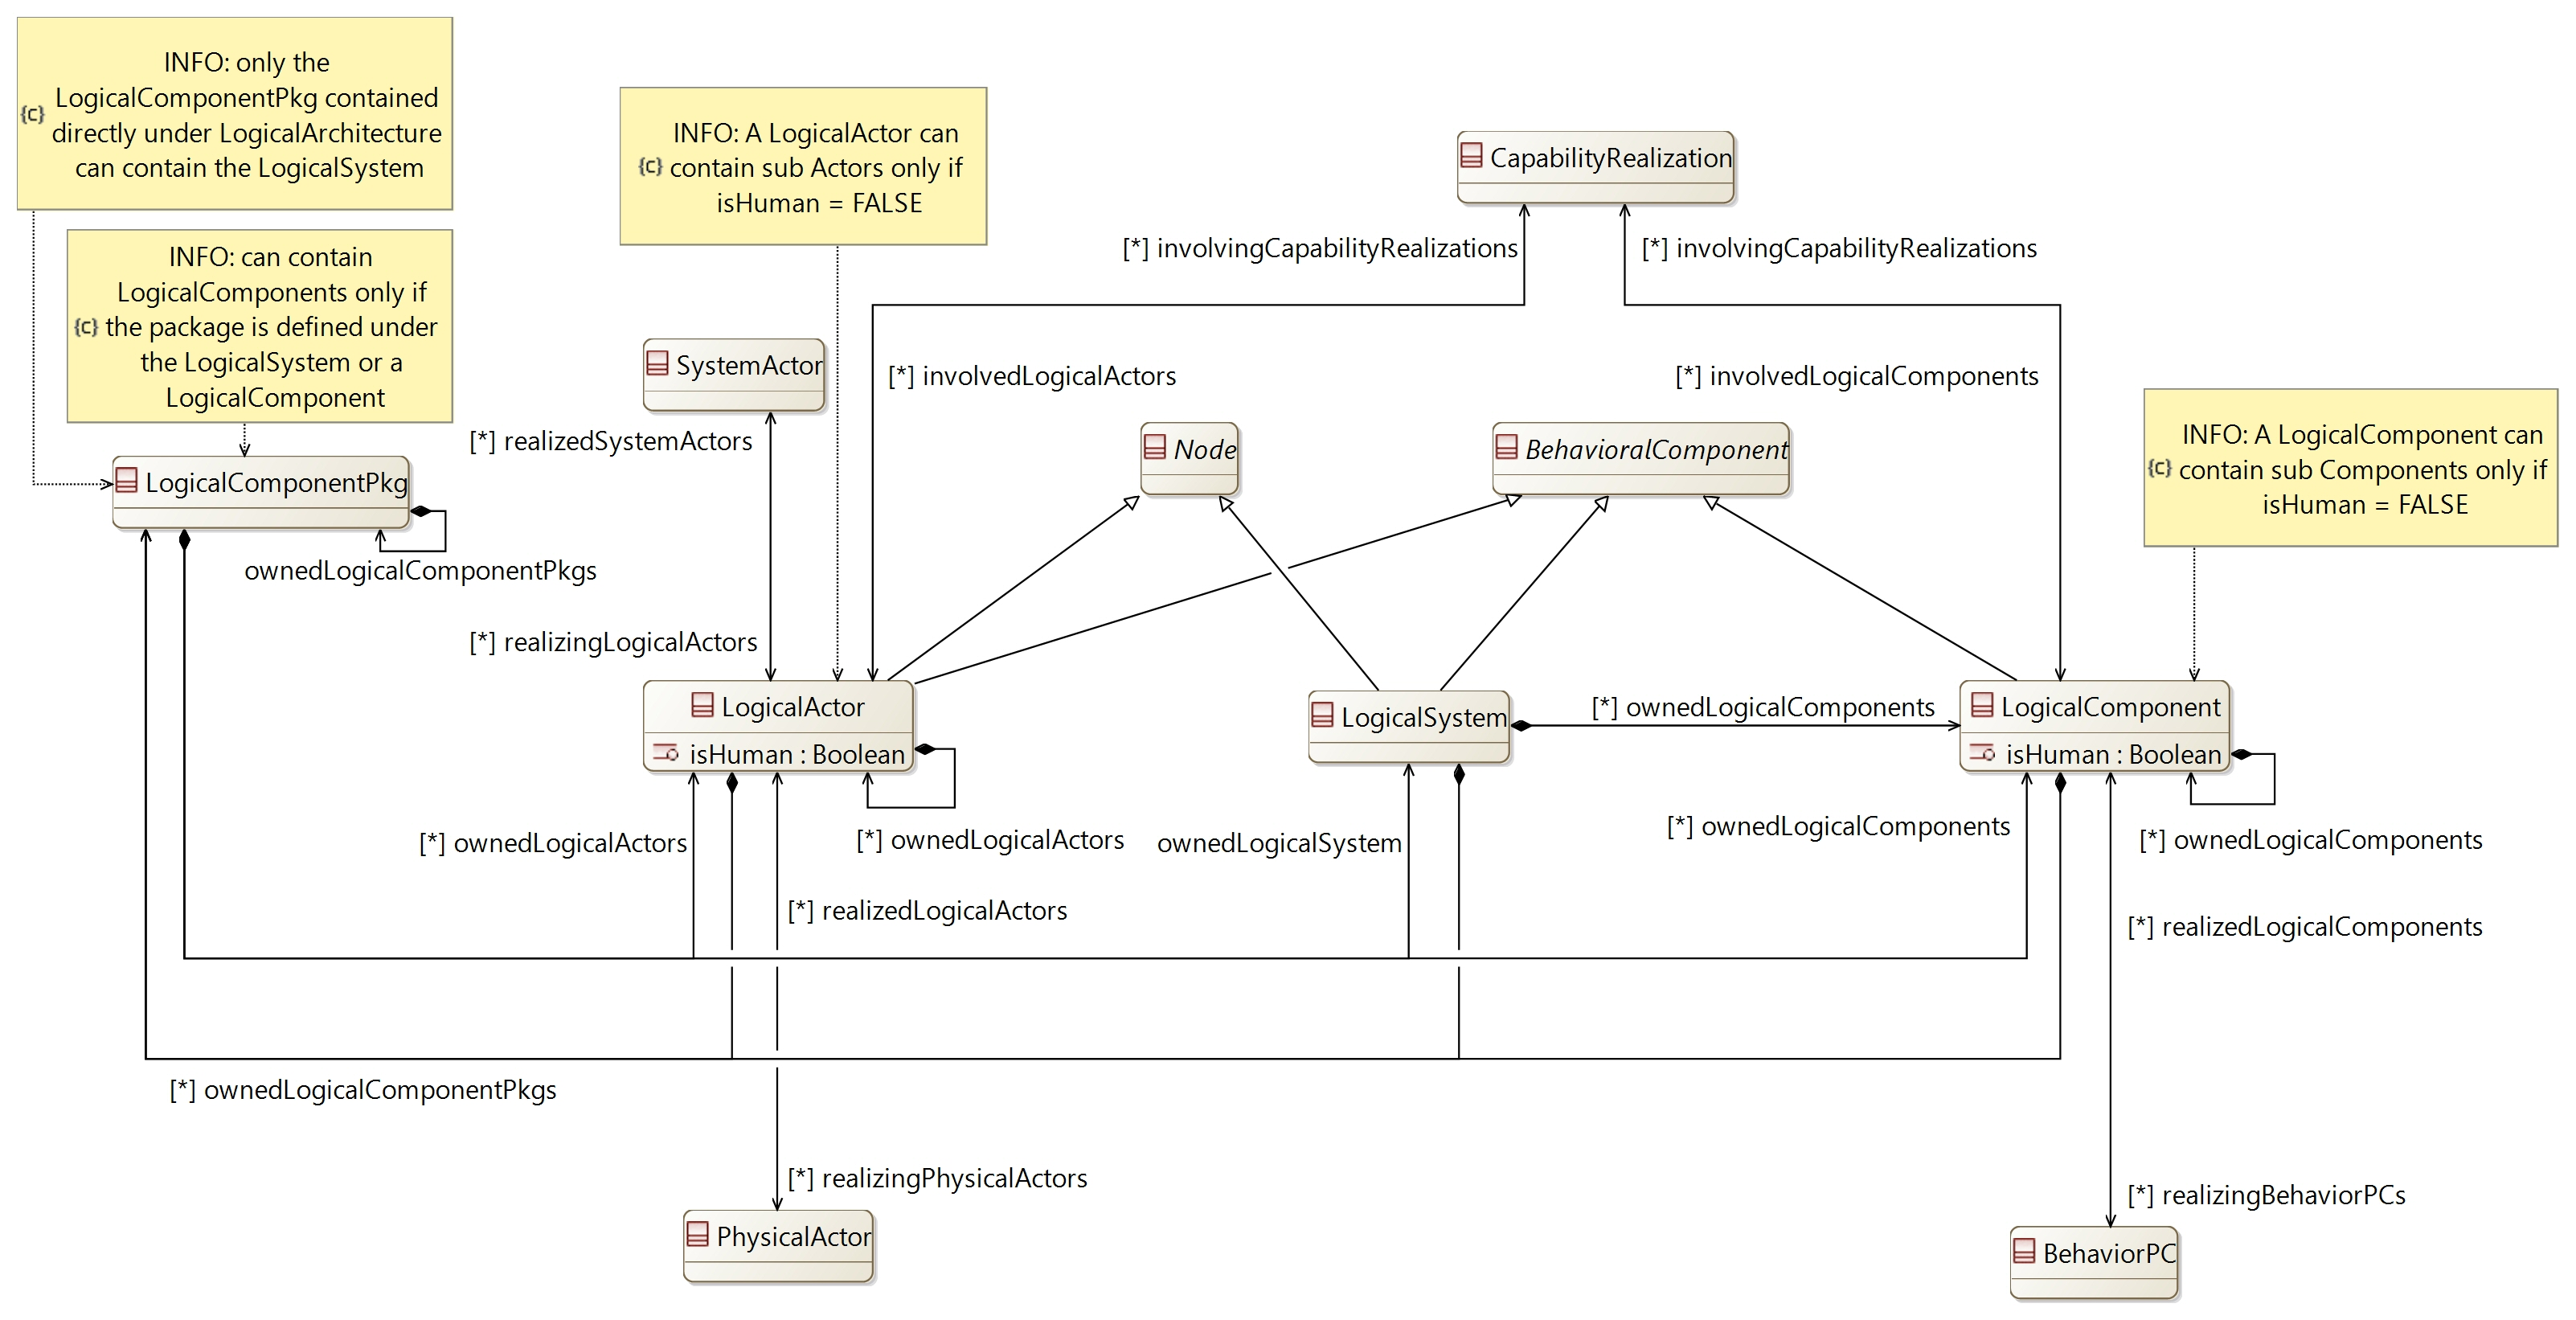 INFO: only the
LogicalComponentPkg contained
directly under LogicalArchitecture
can contain the LogicalSystem
{c}
INFO: can contain
LogicalComponents only if
the package is defined under
the LogicalSystem or a
LogicalComponent
{c}
INFO: A LogicalActor can
contain sub Actors only if
isHuman = FALSE
{c}
CapabilityRealization
[*] involvingCapabilityRealizations
[*] involvingCapabilityRealizations
SystemActor
[*] involvedLogicalActors
[*] involvedLogicalComponents
[*] realizedSystemActors
Node
BehavioralComponent
INFO: A LogicalComponent can
contain sub Components only if
isHuman = FALSE
{c}
LogicalComponentPkg
ownedLogicalComponentPkgs
[*] realizingLogicalActors
LogicalActor
isHuman : Boolean
LogicalSystem
[*] ownedLogicalComponents
LogicalComponent
isHuman : Boolean
[*] ownedLogicalActors
[*] ownedLogicalActors
ownedLogicalSystem
[*] ownedLogicalComponents
[*] ownedLogicalComponents
[*] realizedLogicalActors
[*] realizedLogicalComponents
[*] ownedLogicalComponentPkgs
[*] realizingPhysicalActors
[*] realizingBehaviorPCs
PhysicalActor
BehaviorPC